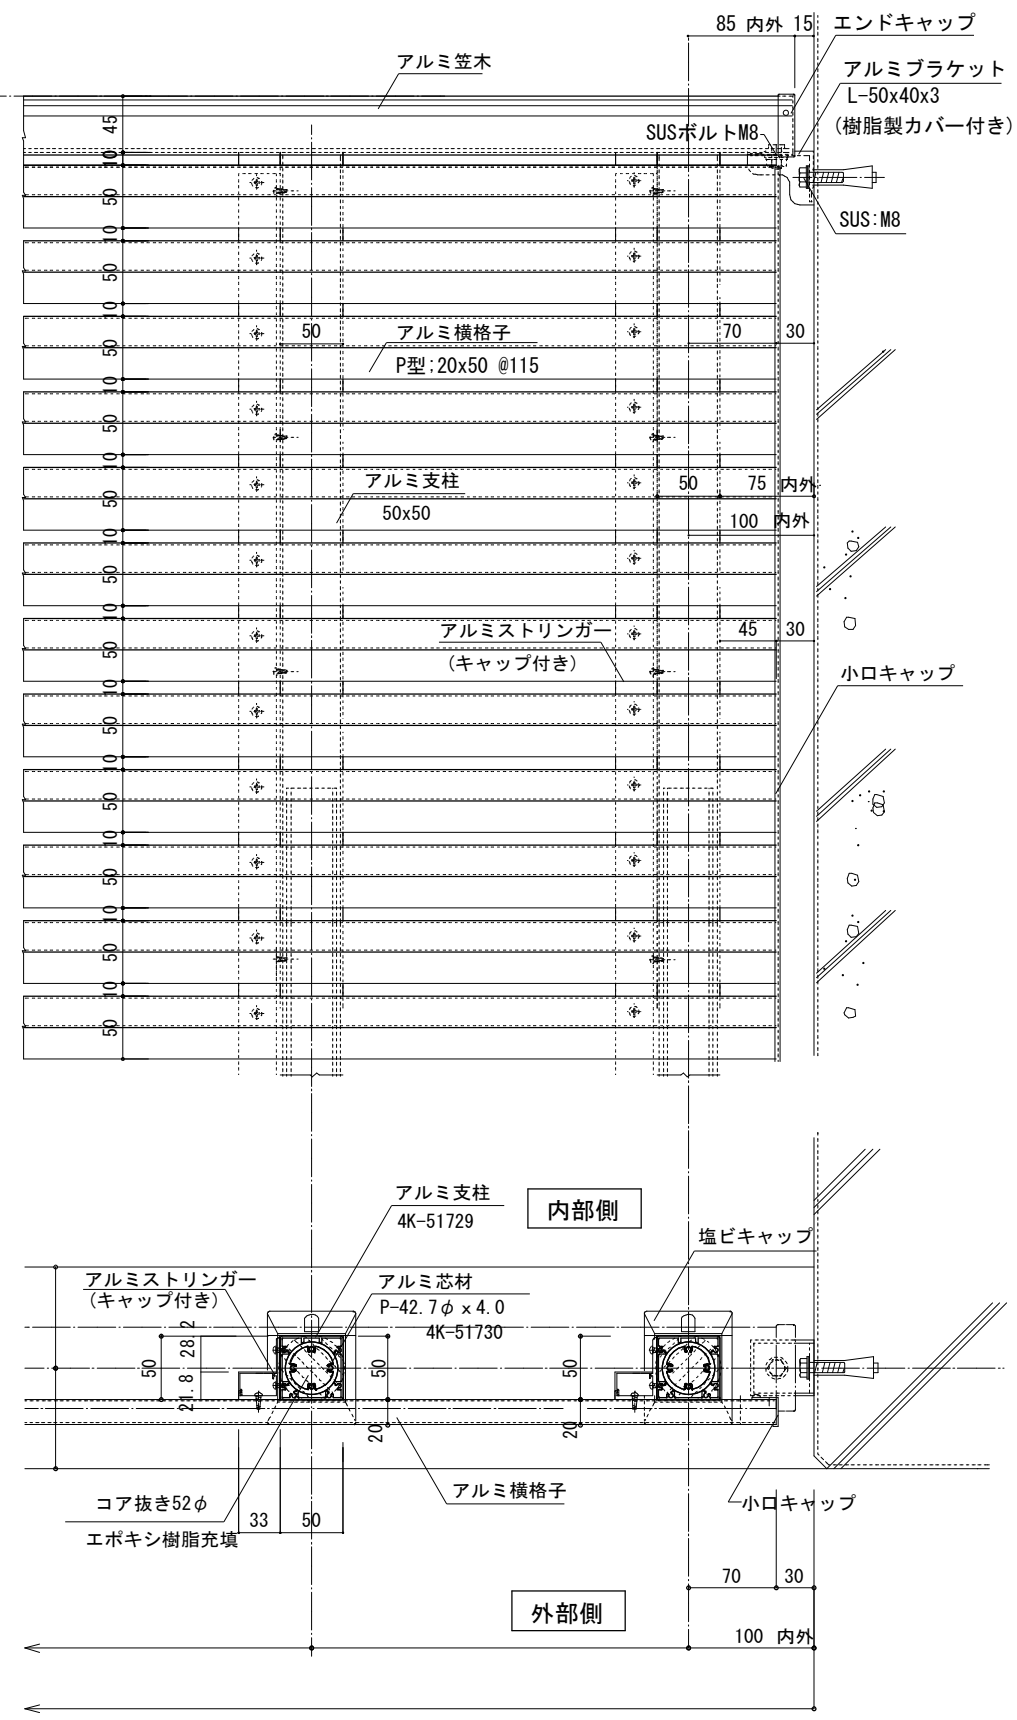 85 内外 15
エンドキャップ
アルミ笠木
アルミブラケット
L-50x40x3
(樹脂製カバー付き)
45
SUSボルトM8
10
50
SUS:M8
10
50
10
50
アルミ横格子
70
30
50
P型;20x50 @115
10
50
10
アルミ支柱
50
75 内外
50
50x50
100 内外
10
50
10
アルミストリンガー
45
30
50
(キャップ付き)
小口キャップ
10
50
10
50
10
50
10
50
10
50
アルミ支柱
4K-51729
内部側
塩ビキャップ
アルミストリンガー
(キャップ付き)
アルミ芯材
P-42.7φ x 4.0
4K-51730
50
28.2
21.8
50
20
50
20
アルミ横格子
小口キャップ
コア抜き52φ
33
50
エポキシ樹脂充填
70
30
外部側
100 内外